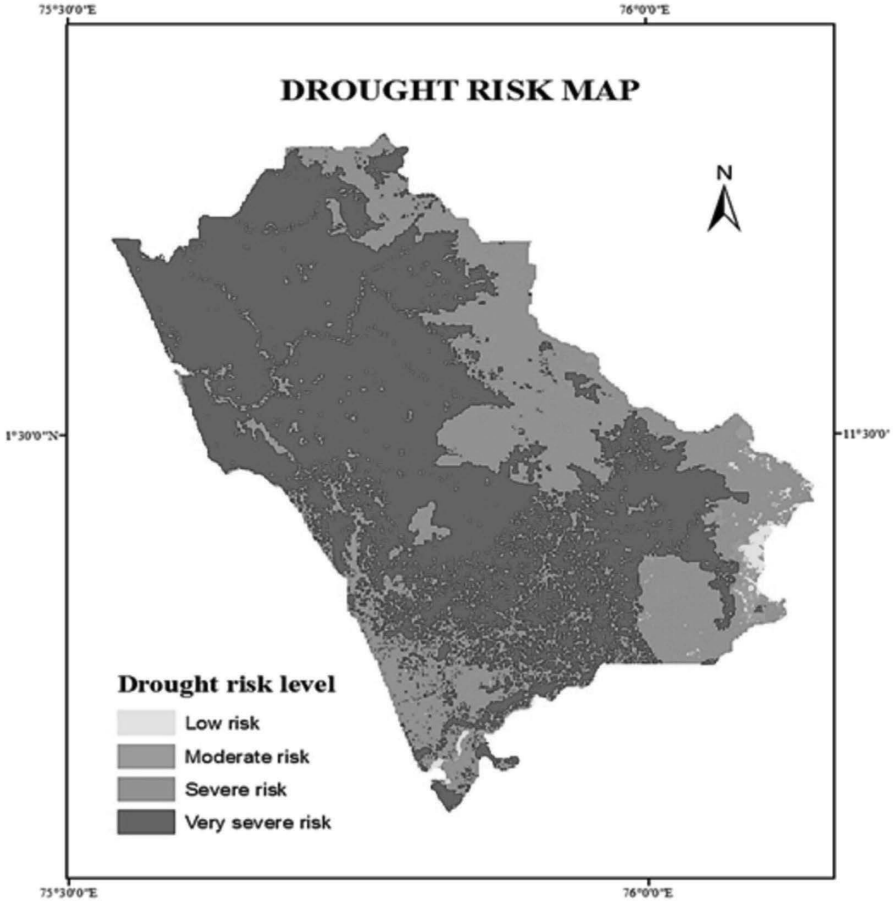 75°30'0"E 76°0'0"E
DROUGHT RISK MAP
N
1°30'0"N 11°30'0"
Drought risk level
Low risk
Moderate risk
Severe risk
Very severe risk
75°30'0"E 76°0'0"E